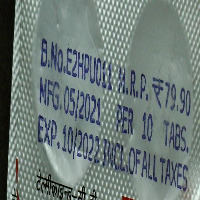 B.No.E2HPU011 M.R.P. ₹79.90
MFG.05/2021 PER 10 TABS.
EXP.10/2022 INCL.OF ALL TAXES